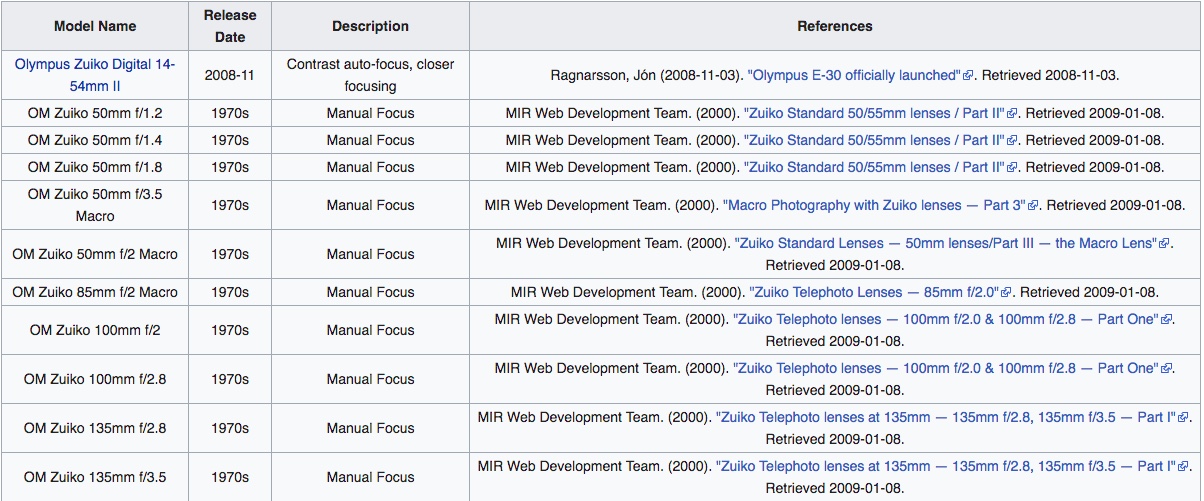 Model Name Release Date Description References
Olympus Zuiko Digital 14-54mm II 2008-11 Contrast auto-focus, closer focusing Ragnarsson, Jón (2008-11-03). "Olympus E-30 officially launched". Retrieved 2008-11-03.
OM Zuiko 50mm f/1.2 1970s Manual Focus MIR Web Development Team. (2000). "Zuiko Standard 50/55mm lenses / Part II". Retrieved 2009-01-08.
OM Zuiko 50mm f/1.4 1970s Manual Focus MIR Web Development Team. (2000). "Zuiko Standard 50/55mm lenses / Part II". Retrieved 2009-01-08.
OM Zuiko 50mm f/1.8 1970s Manual Focus MIR Web Development Team. (2000). "Zuiko Standard 50/55mm lenses / Part II". Retrieved 2009-01-08.
OM Zuiko 50mm f/3.5 Macro 1970s Manual Focus MIR Web Development Team. (2000). "Macro Photography with Zuiko lenses — Part 3". Retrieved 2009-01-08.
OM Zuiko 50mm f/2 Macro 1970s Manual Focus MIR Web Development Team. (2000). "Zuiko Standard Lenses — 50mm lenses/Part III — the Macro Lens". Retrieved 2009-01-08.
OM Zuiko 85mm f/2 Macro 1970s Manual Focus MIR Web Development Team. (2000). "Zuiko Telephoto Lenses — 85mm f/2.0". Retrieved 2009-01-08.
OM Zuiko 100mm f/2 1970s Manual Focus MIR Web Development Team. (2000). "Zuiko Telephoto lenses — 100mm f/2.0 & 100mm f/2.8 — Part One". Retrieved 2009-01-08.
OM Zuiko 100mm f/2.8 1970s Manual Focus MIR Web Development Team. (2000). "Zuiko Telephoto lenses — 100mm f/2.0 & 100mm f/2.8 — Part One". Retrieved 2009-01-08.
OM Zuiko 135mm f/2.8 1970s Manual Focus MIR Web Development Team. (2000). "Zuiko Telephoto lenses at 135mm — 135mm f/2.8, 135mm f/3.5 — Part I". Retrieved 2009-01-08.
OM Zuiko 135mm f/3.5 1970s Manual Focus MIR Web Development Team. (2000). "Zuiko Telephoto lenses at 135mm — 135mm f/2.8, 135mm f/3.5 — Part I". Retrieved 2009-01-08.